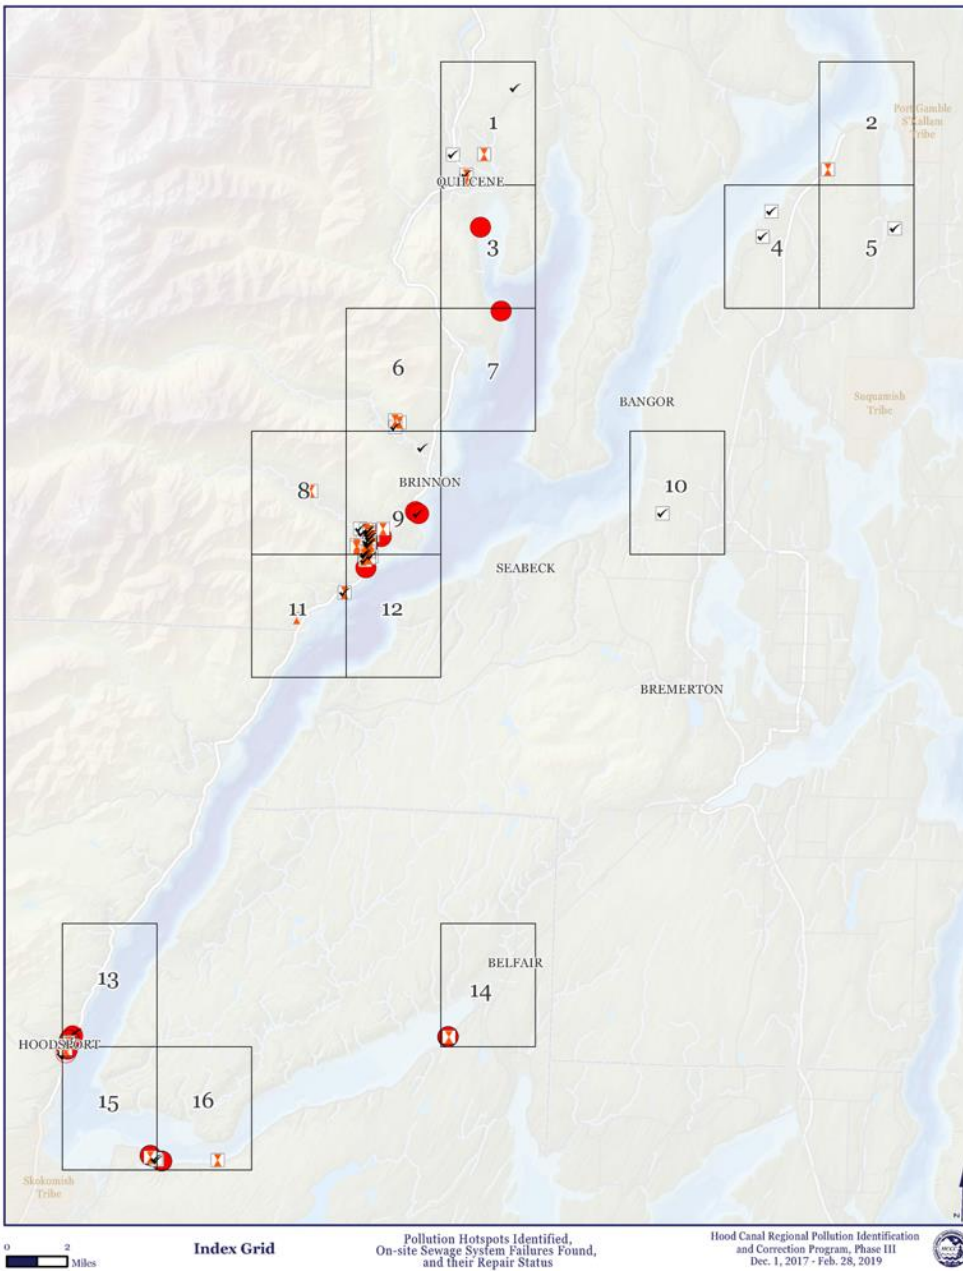 1
2
Port Gamble
S'Kallam
Tribe
QUILCENE
3
4
5
6
7
BANGOR
Suquamish
Tribe
8
BRINNON
9
10
SEABECK
11
12
BREMERTON
13
BELFAIR
14
HOODSPORT
15
16
Skokomish
Tribe
N
0 2
Miles
Index Grid
Pollution Hotspots Identified,
On-site Sewage System Failures Found,
and their Repair Status
Hood Canal Regional Pollution Identification
and Correction Program, Phase III
Dec. 1, 2017 - Feb. 28, 2019
HCCC